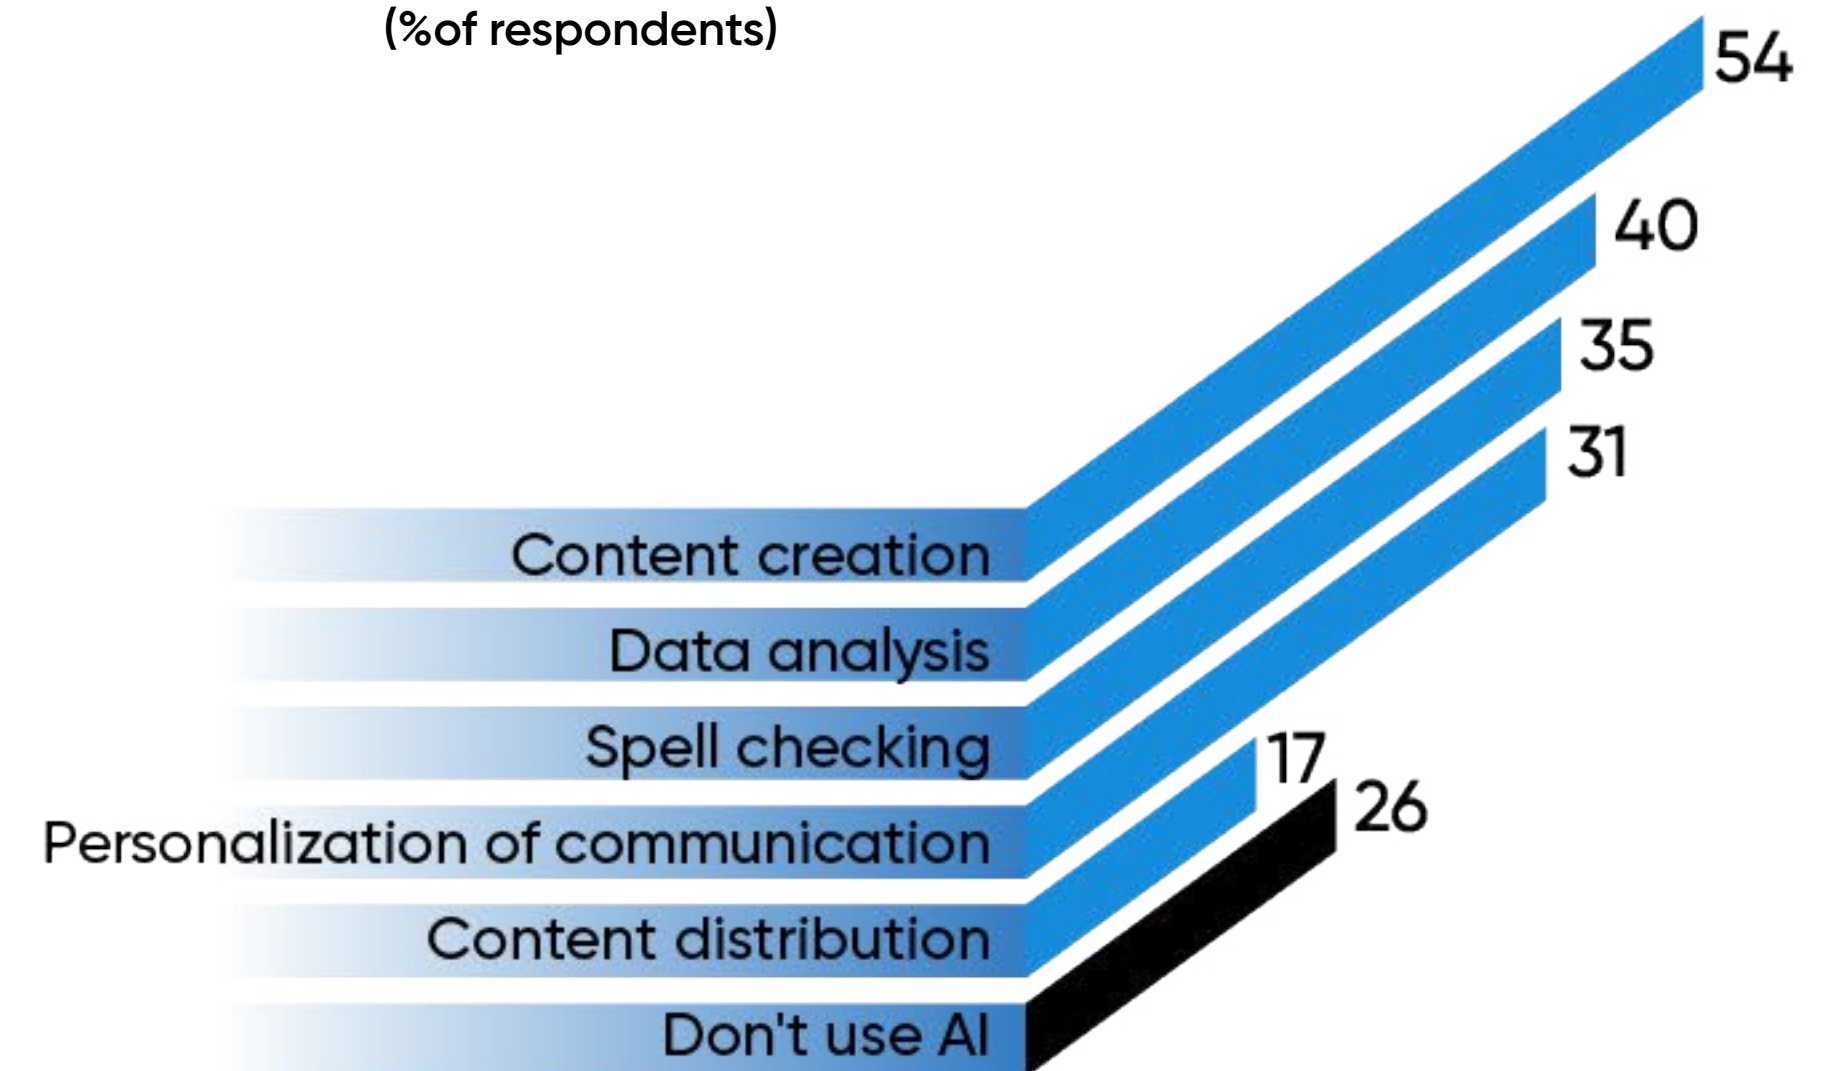 (%of respondents)
54
40
35
31
Content creation
Data analysis
Spell checking
17
26
Personalization of communication
Content distribution
Don't use AI